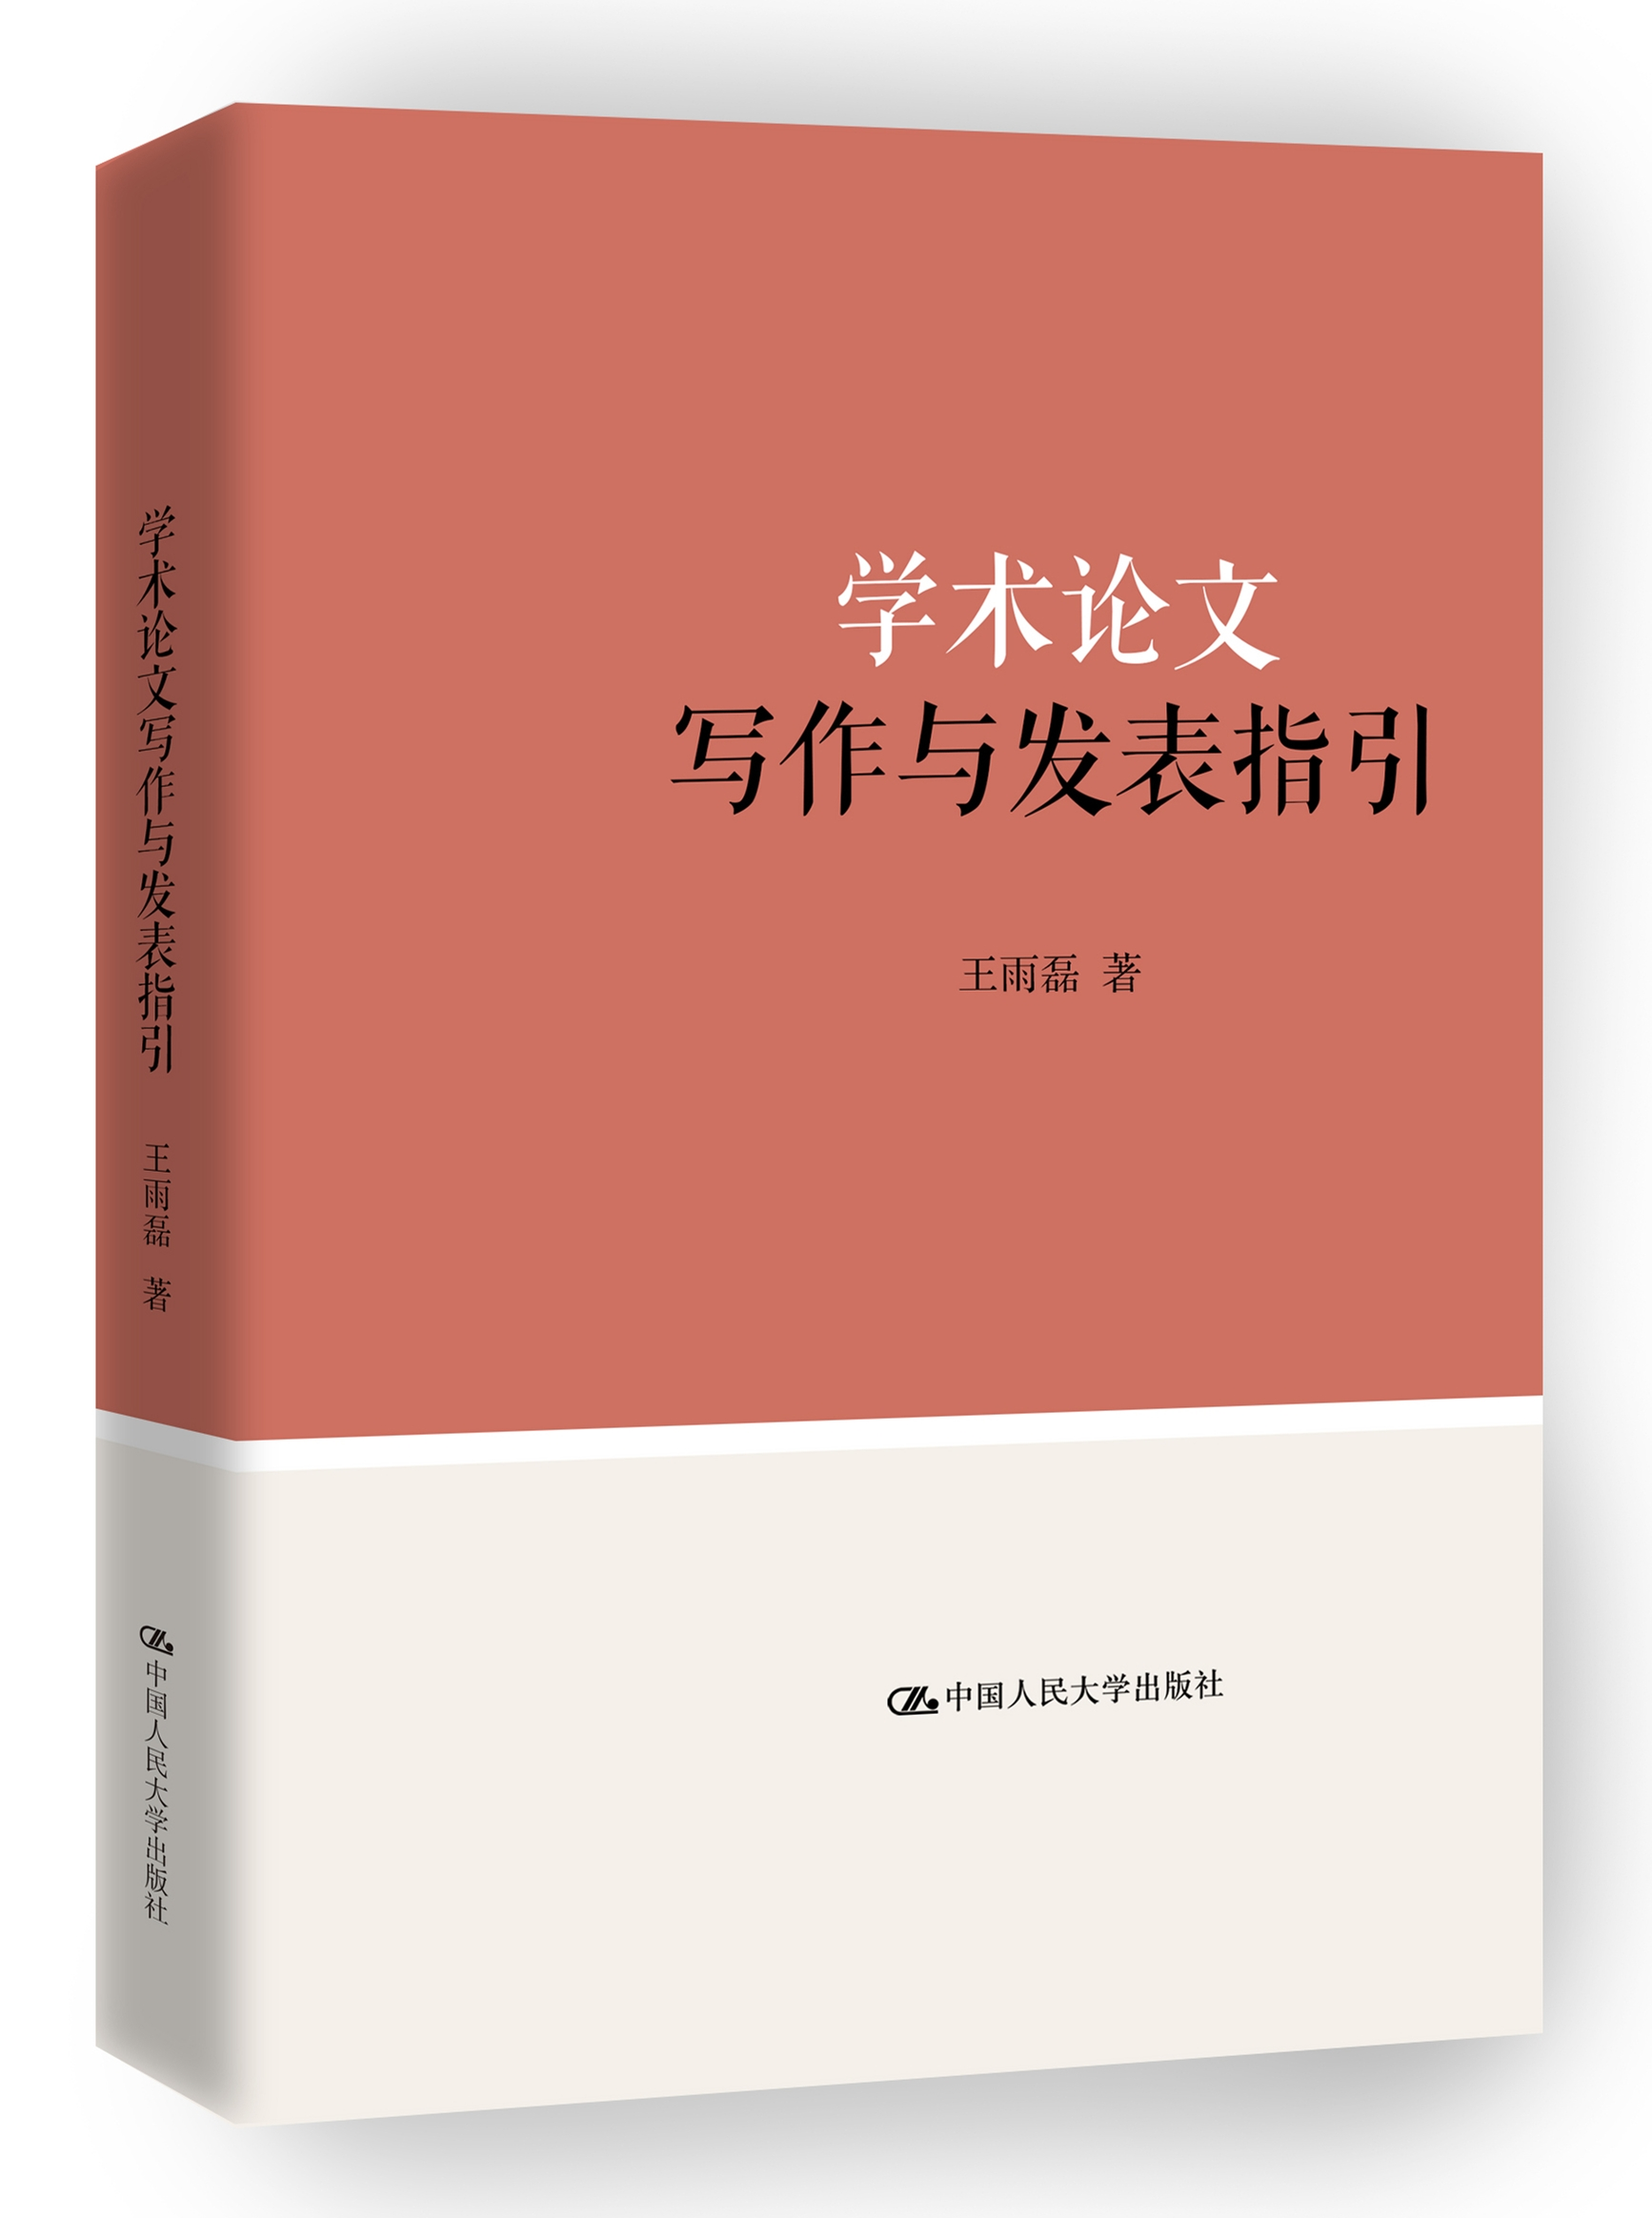 学术论文
写作与发表指引
王雨磊 著
中国人民大学出版社
学术论文写作与发表指引
王雨磊 著
中国人民大学出版社